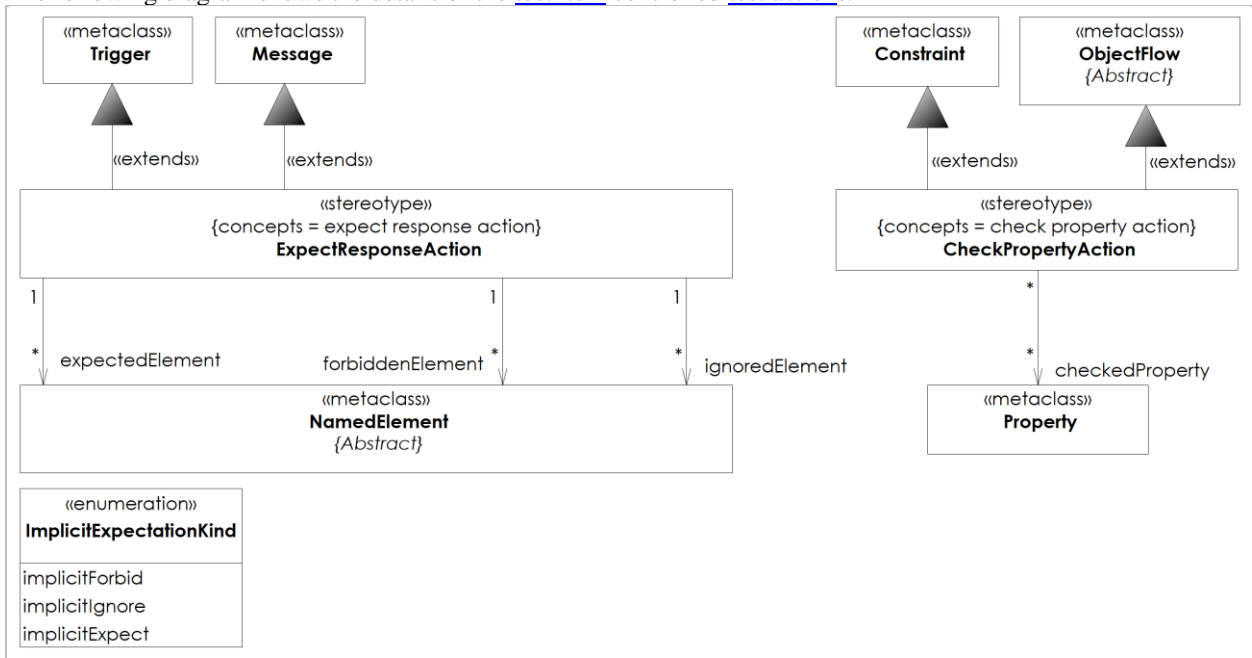 «metaclass»
Trigger
«metaclass»
Message
«metaclass»
Constraint
«metaclass»
ObjectFlow
{Abstract}
«extends»
«extends»
«extends»
«extends»
«stereotype»
{concepts = expect response action}
ExpectResponseAction
«stereotype»
{concepts = check property action}
CheckPropertyAction
1
1
1
*
*
expectedElement
forbiddenElement
*
*
ignoredElement
*
checkedProperty
«metaclass»
NamedElement
{Abstract}
«metaclass»
Property
«enumeration»
ImplicitExpectationKind
implicitForbid
implicitIgnore
implicitExpect